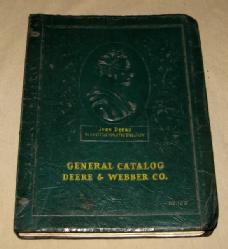 John Deere
GENERAL CATALOG
DEERE & WEBBER CO.